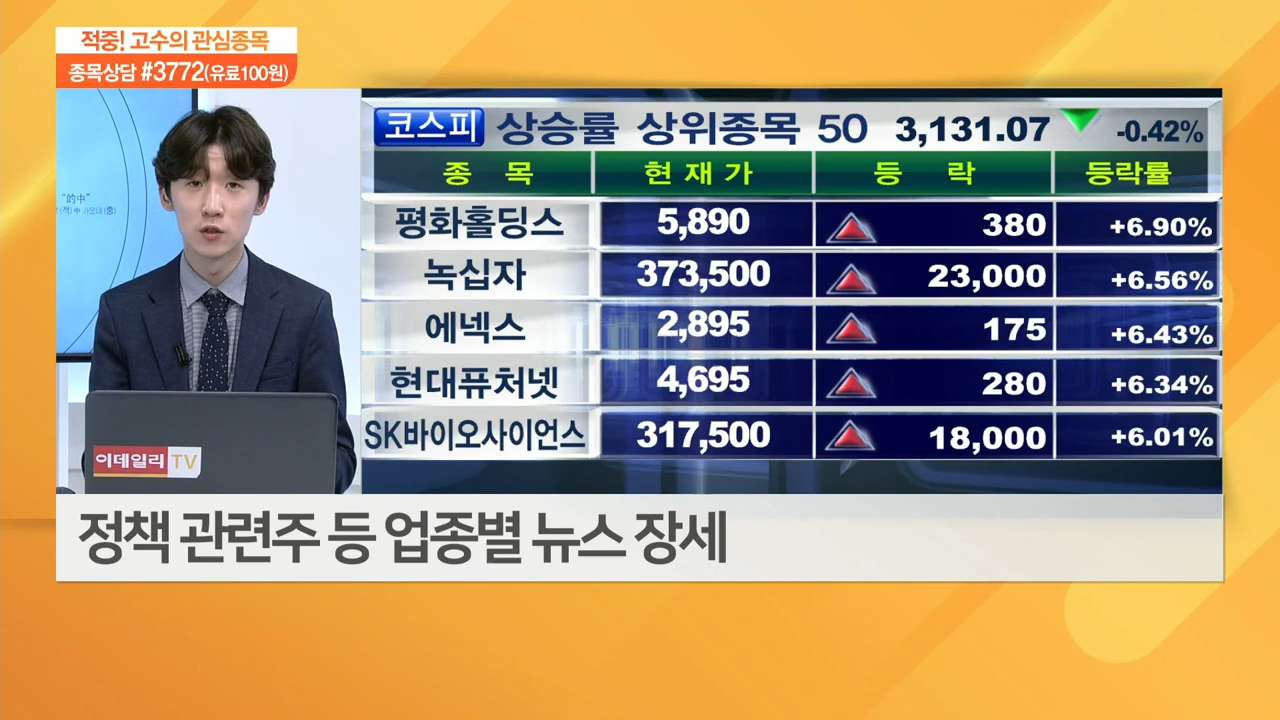 적중! 고수의 관심종목
종목상담 #3772(유료100원)
"的中"
코스피 상승률 상위종목 50 3,131.07 -0.42%
종 목 현 재 가 등 락 등락률
평화홀딩스 5,890 380 +6.90%
녹십자 373,500 23,000 +6.56%
에넥스 2,895 175 +6.43%
현대퓨처넷 4,695 280 +6.34%
SK바이오사이언스 317,500 18,000 +6.01%
이데일리 TV
정책 관련주 등 업종별 뉴스 장세